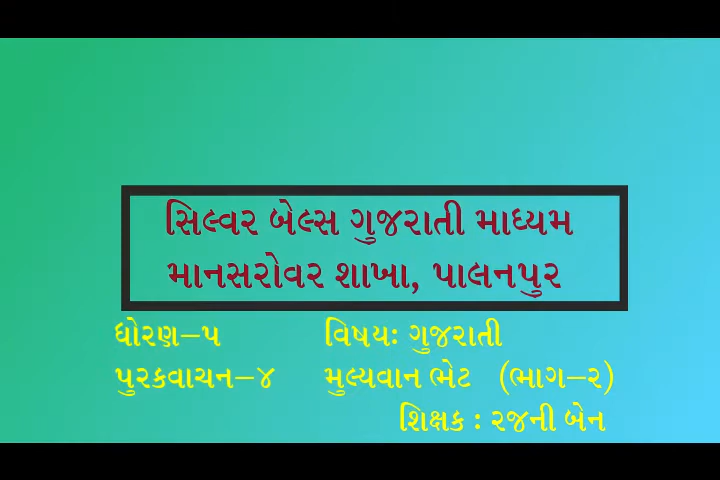 સિલ્વર બેલ્સ ગુજરાતી માધ્યમ
માનસરોવર શાખા, પાલનપુર
ધોરણ–૫ વિષયઃ ગુજરાતી
પુરકવાચન–૪ મુલ્યવાન ભેટ (ભાગ–૨)
શિક્ષક : રજની બેન